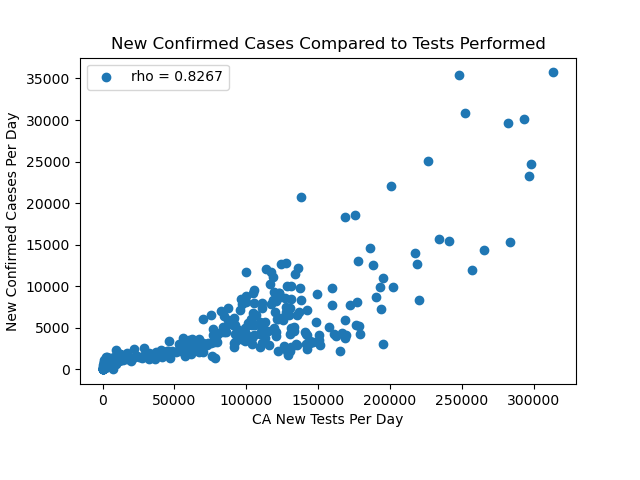 New Confirmed Cases Compared to Tests Performed
rho = 0.8267
New Confirmed Caeses Per Day
35000
30000
25000
20000
15000
10000
5000
0
0 50000 100000 150000 200000 250000 300000
CA New Tests Per Day